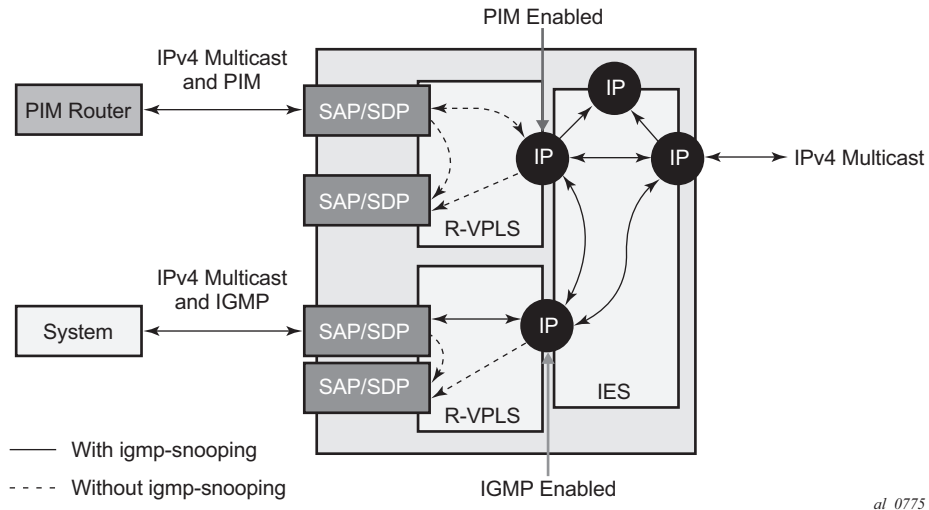 PIM Enabled
IPv4 Multicast
and PIM
IP
PIM Router
SAP/SDP
IP
IP
IPv4 Multicast
SAP/SDP
R-VPLS
IPv4 Multicast
and IGMP
System
SAP/SDP
IP
SAP/SDP
IES
R-VPLS
With igmp-snooping
Without igmp-snooping
IGMP Enabled
al_0775